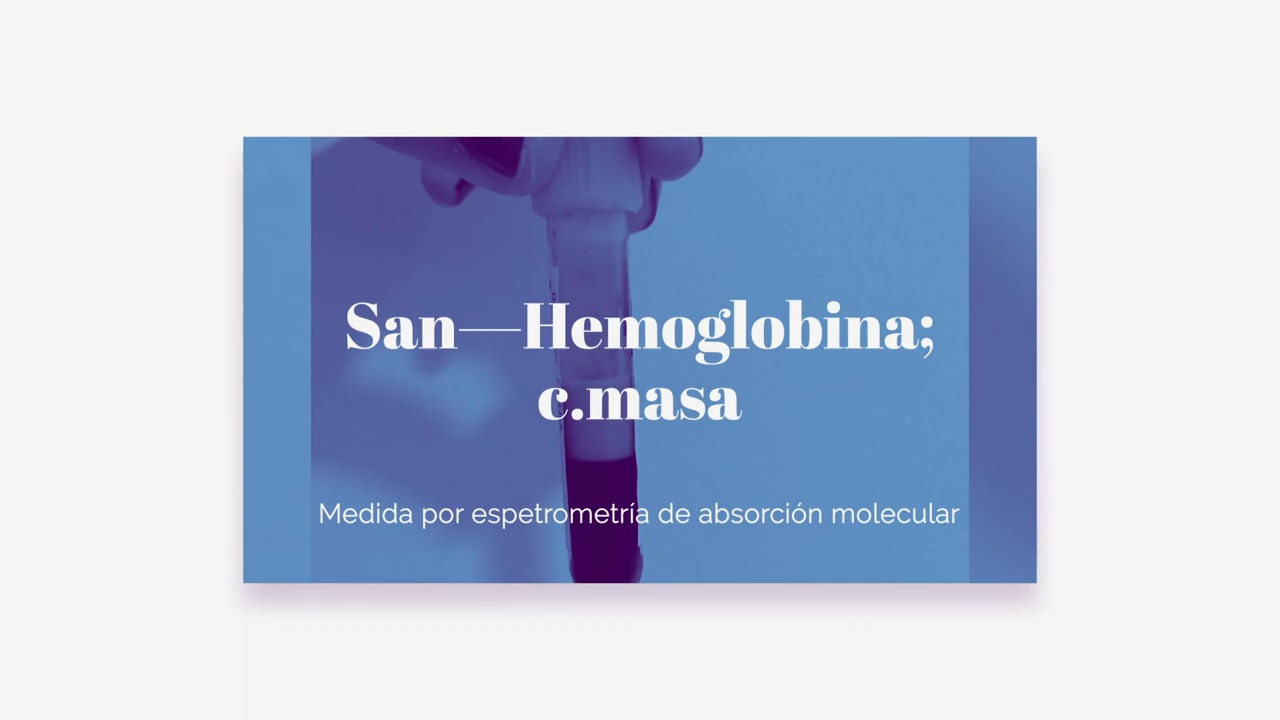 San—Hemoglobina;
c.masa
Medida por espetrometría de absorción molecular